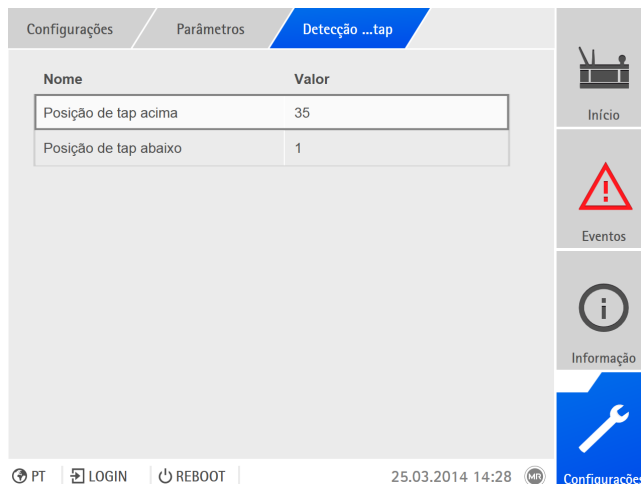 Configurações Parâmetros Detecção ...tap
Nome Valor
Posição de tap acima 35
Posição de tap abaixo 1
Início
Eventos
Informação
Configurações
PT LOGIN REBOOT 25.03.2014 14:28 MR